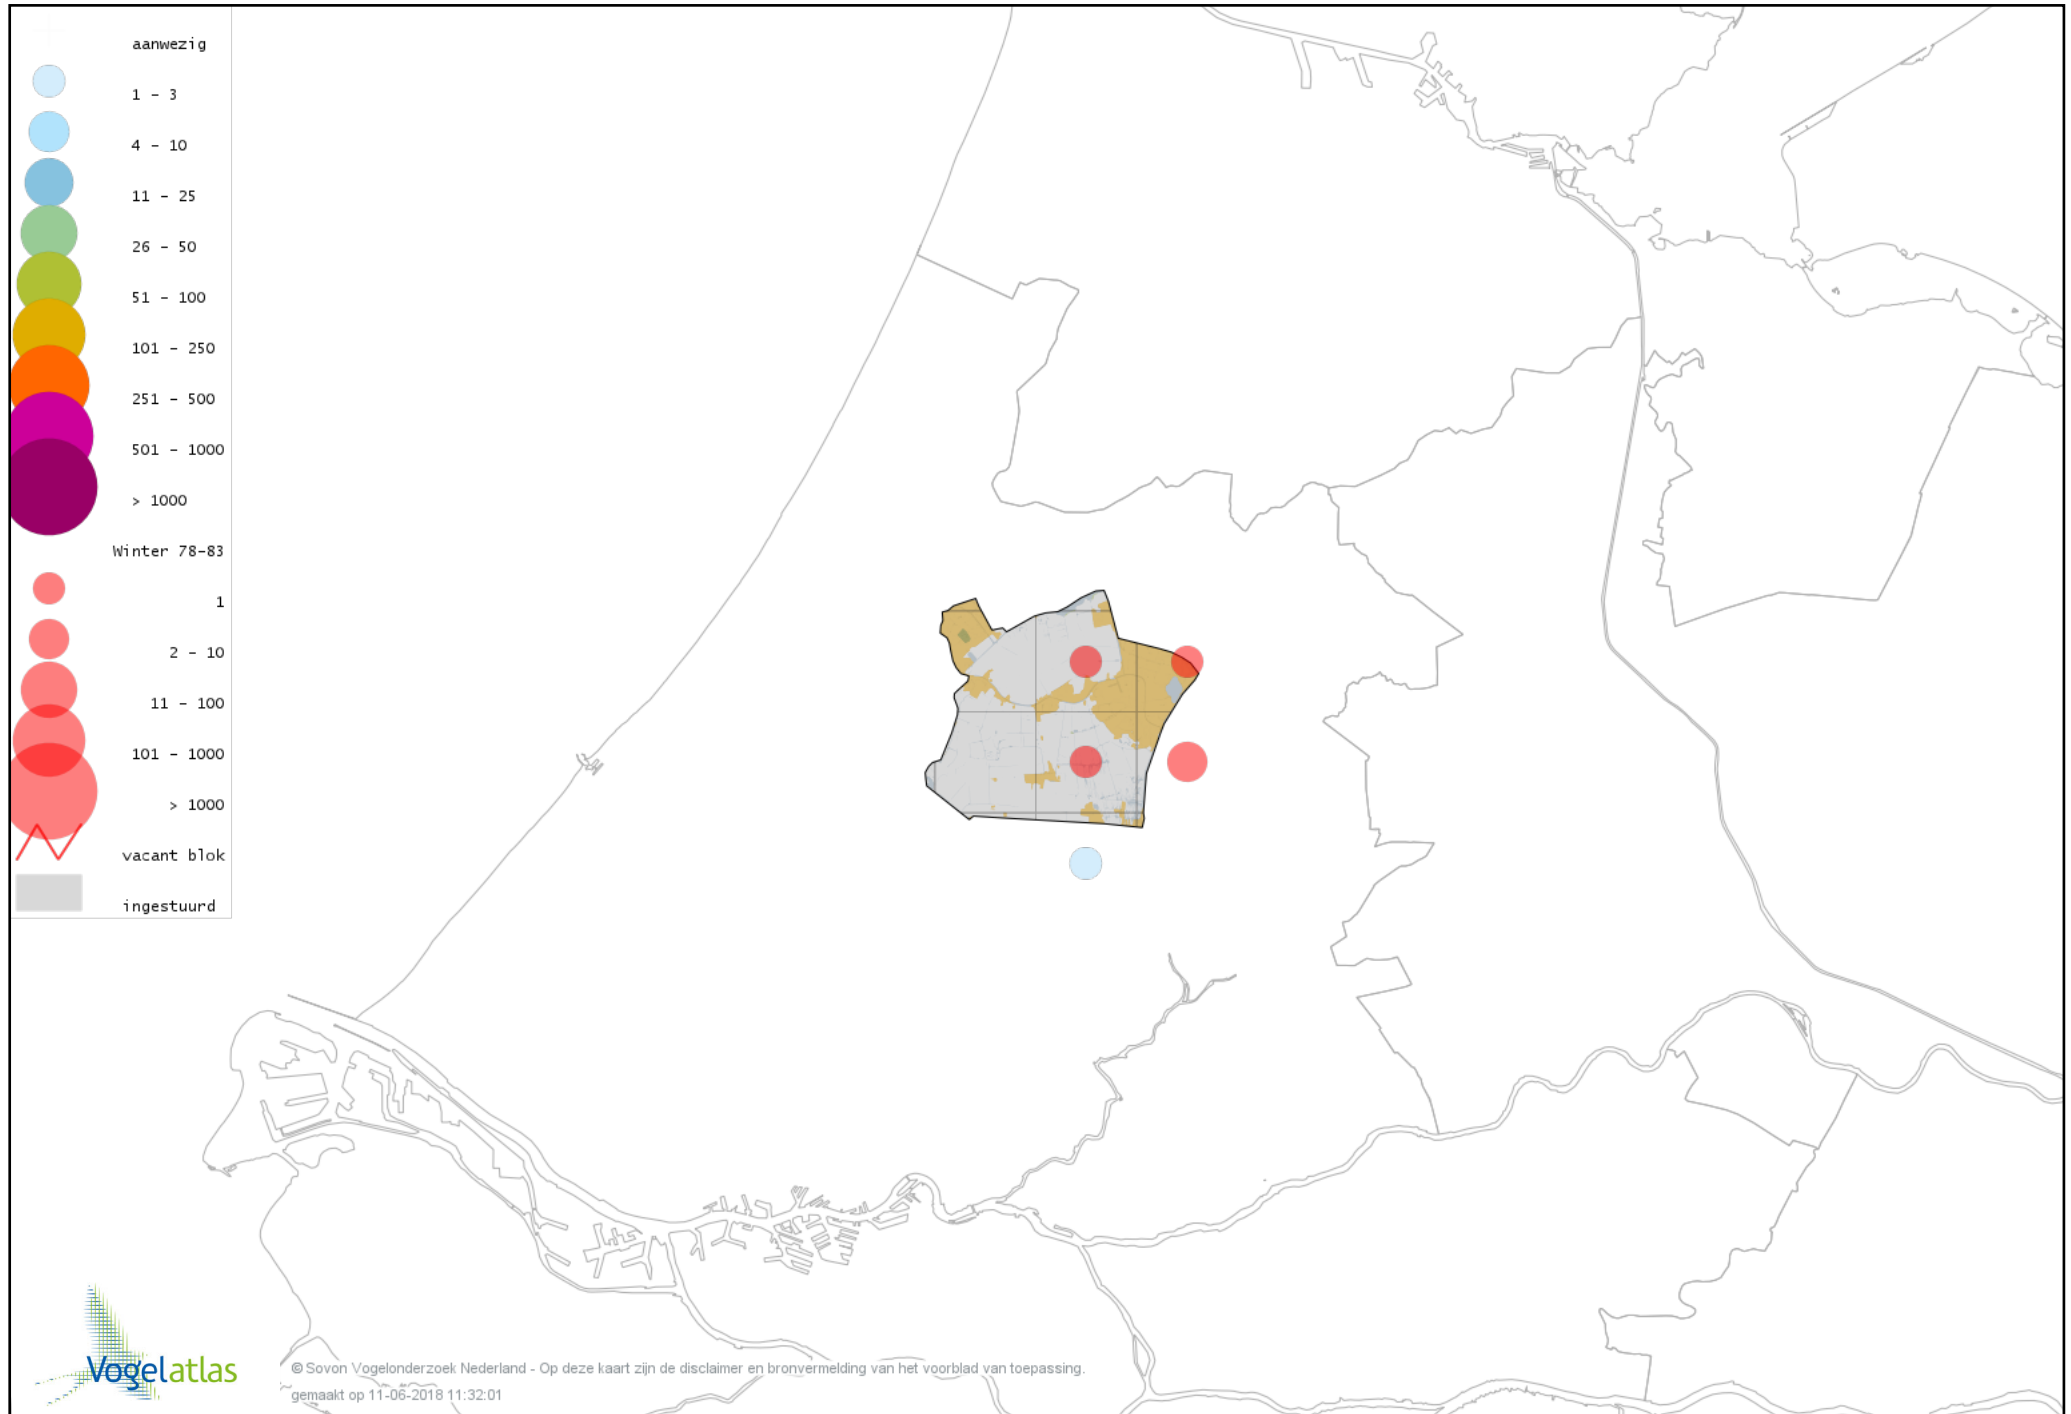 aanwezig
1 - 3
4 - 10
11 - 25
26 - 50
51 - 100
101 - 250
251 - 500
501 - 1000
> 1000
Winter 78-83
1
2 - 10
11 - 100
101 - 1000
> 1000
vacant blok
ingestuurd
Vogelatlas
© Sovon Vogelonderzoek Nederland - Op deze kaart zijn de disclaimer en bronvermelding van het voorblad van toepassing.
gemaakt op 11-06-2018 11:32:01